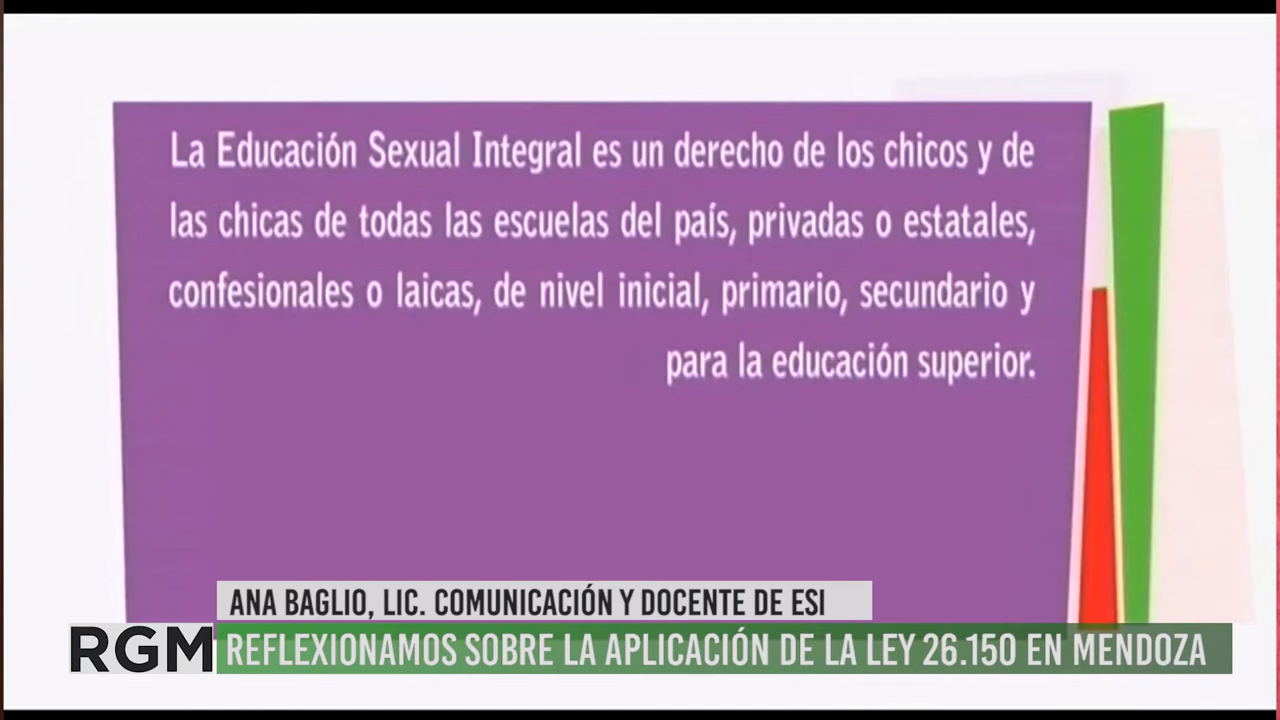 La Educación Sexual Integral es un derecho de los chicos y de
las chicas de todas las escuelas del país, privadas o estatales,
confesionales o laicas, de nivel inicial, primario, secundario y
para la educación superior.
ANA BAGLIO, LIC. COMUNICACIÓN Y DOCENTE DE ESI
RGM
REFLEXIONAMOS SOBRE LA APLICACIÓN DE LA LEY 26.150 EN MENDOZA